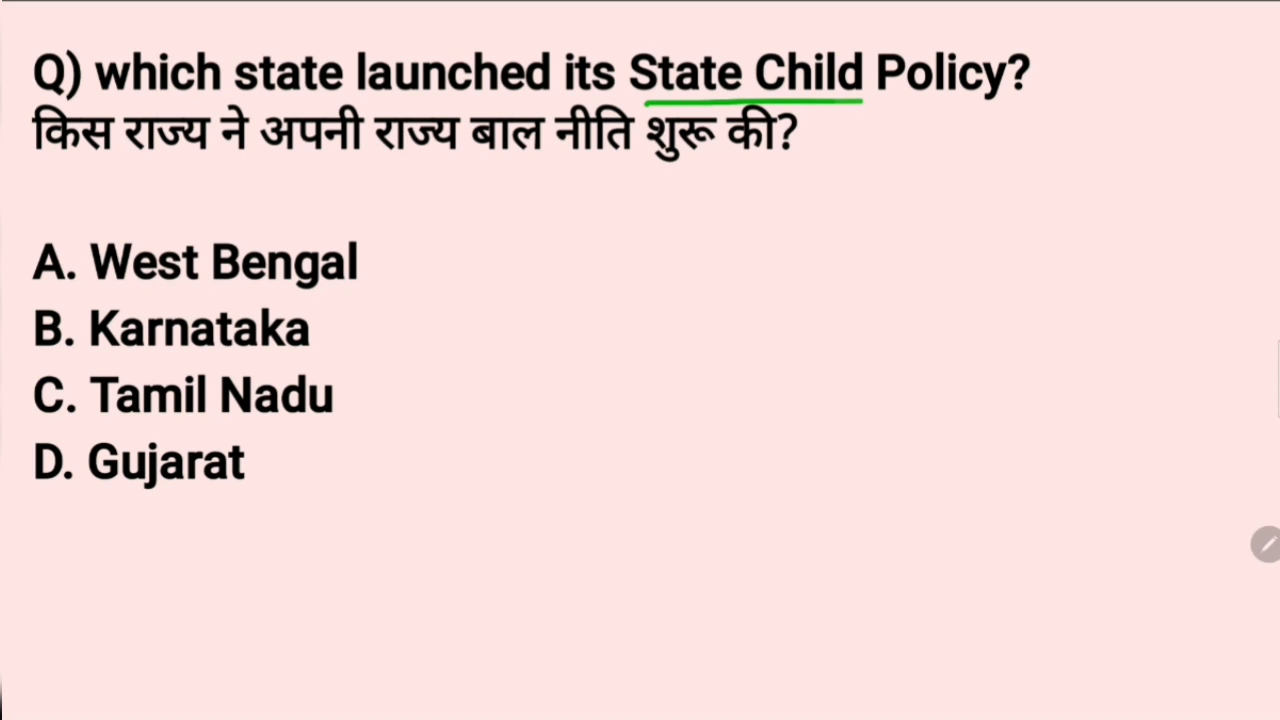 Q) which state launched its State Child Policy?
किस राज्य ने अपनी राज्य बाल नीति शुरू की?
A. West Bengal
B. Karnataka
C. Tamil Nadu
D. Gujarat